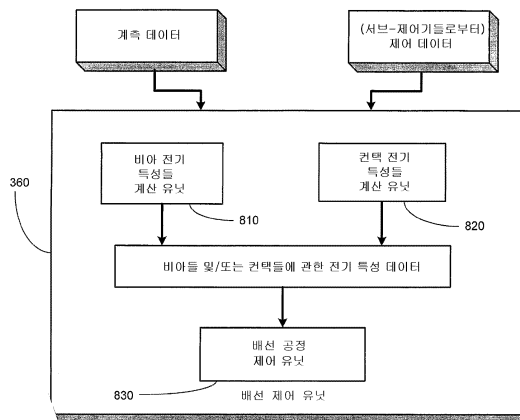 계측 데이터
(서브-제어기들로부터)
제어 데이터
비아 전기
특성들
계산 유닛
컨택 전기
특성들
계산 유닛
360
810
820
비아들 및/또는 컨택들에 관한 전기 특성 데이터
배선 공정
제어 유닛
830
배선 제어 유닛